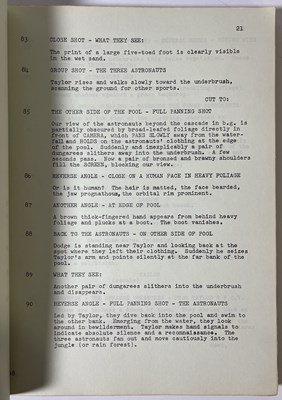 21
83 CLOSE SHOT - WHAT THEY SEE:
The print of a large five-toed foot is clearly visible
in the wet sand.
84 GROUP SHOT - THE THREE ASTRONAUTS
Taylor rises and walks slowly toward the underbrush,
scanning the ground for other sports.
CUT TO:
85 THE OTHER SIDE OF THE POOL - FULL PANNING SHOT
Our view of the astronauts beyond the cascade in b.g. is
partially obscured by broad-leafed foliage directly in
front of CAMERA, which PANS SLOWLY away from the water-
fall and HOLDS on the astronauts' clothing at the edge
of the pool. Suddenly and inexplicably a pair of
dungarees slithers away into the underbrush. A few
seconds pass. Now a pair of bronzed and brawny shoulders
fill the SCREEN, blocking our view.
86 REVERSE ANGLE - CLOSE ON A HUMAN FACE IN HEAVY FOLIAGE
Or is it human? The hair is matted, the face bearded,
the jaw prognathous, the orbital rim prominent.
87 ANOTHER ANGLE - AT EDGE OF POOL
A brown thick-fingered hand appears from behind heavy
foliage and plucks at a boot. The boot vanishes.
88 BACK TO THE ASTRONAUTS - ON OTHER SIDE OF POOL
Dodge is standing near Taylor and looking back at the
spot where they left their clothing. Suddenly he seizes
Taylor's arm and points silently at the far bank of the
pool.
89 WHAT THEY SEE:
Another pair of dungarees slithers into the underbrush
and disappears.
90 REVERSE ANGLE - FULL PANNING SHOT - THE ASTRONAUTS
Led by Taylor, they dive back into the pool and swim to
the other bank. Emerging from the water, they look
around in bewilderment. Taylor makes hand signals to
indicate absolute silence and a reconnaissance. The
three astronauts fan out and move cautiously into the
jungle (or rain forest).